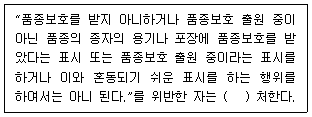 “품종보호를 받지 아니하거나 품종보호 출원 중이
아닌 품종의 종자의 용기나 포장에 품종보호를 받
았다는 표시 또는 품종보호 출원 중이라는 표시를
하거나 이와 혼동되기 쉬운 표시를 하는 행위를
하여서는 아니 된다.”를 위반한 자는 (  ) 처한다.